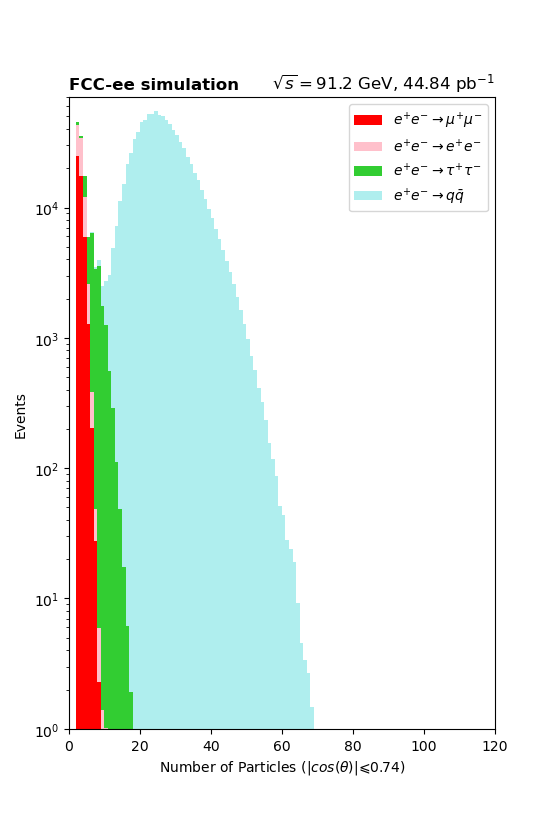 FCC-ee simulation √s = 91.2 GeV, 44.84 pb⁻¹
e⁺e⁻ → μ⁺μ⁻
e⁺e⁻ → e⁺e⁻
e⁺e⁻ → τ⁺τ⁻
e⁺e⁻ → qq̄
10⁴
10³
10²
10¹
10⁰
Events
0 20 40 60 80 100 120
Number of Particles (|cos(θ)|⩽0.74)